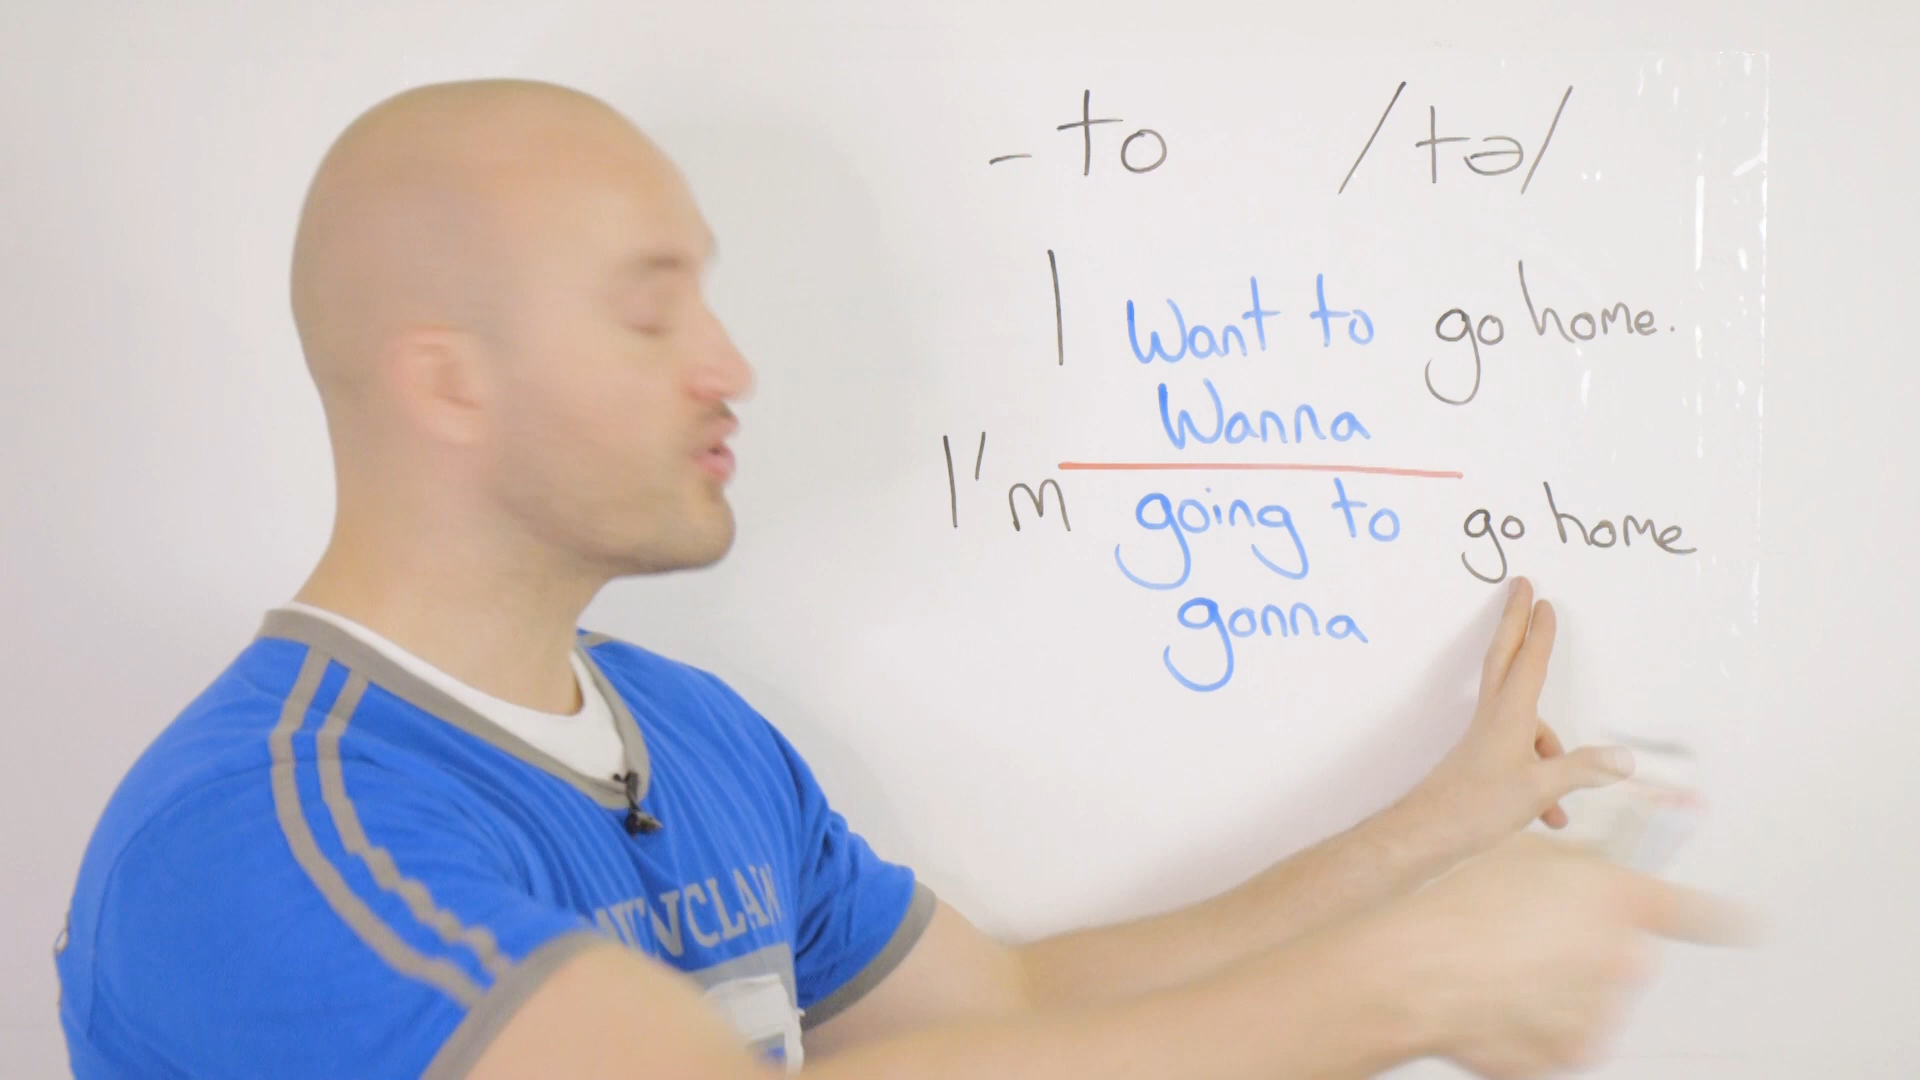 - to /tə/
I Want to go home.
Wanna
I'm going to go home
gonna